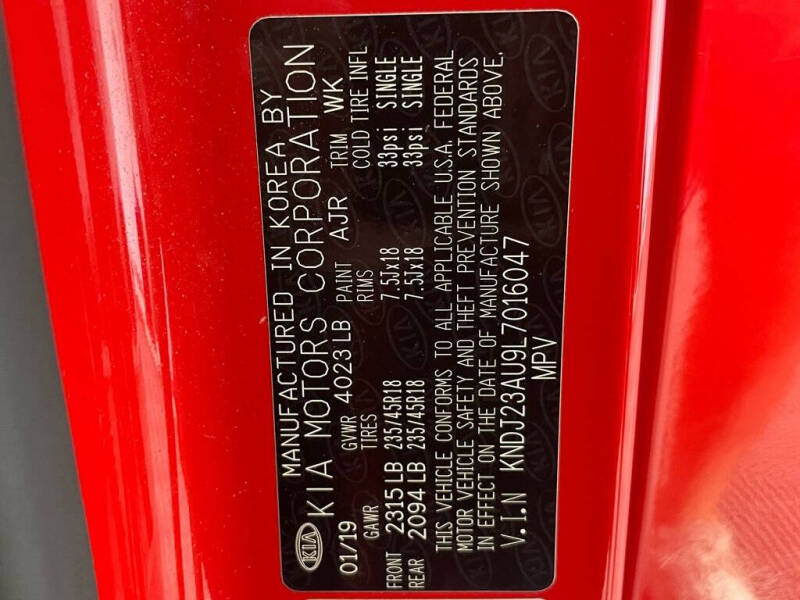 KIA MANUFACTURED IN KOREA BY
KIA MOTORS CORPORATION
01/19 GVWR 4023LB PAINT AJR TRIM WK
GAWR TIRES RIMS COLD TIRE INFL
FRONT 2315LB 235/45R18 7.5Jx18 33psi SINGLE
REAR 2094LB 235/45R18 7.5Jx18 33psi SINGLE
THIS VEHICLE CONFORMS TO ALL APPLICABLE U.S.A. FEDERAL
MOTOR VEHICLE SAFETY AND THEFT PREVENTION STANDARDS
IN EFFECT ON THE DATE OF MANUFACTURE SHOWN ABOVE.
V.I.N KNDJ23AU9L7016047
MPV